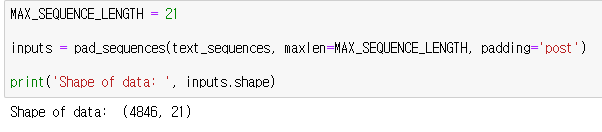 MAX_SEQUENCE_LENGTH = 21
inputs = pad_sequences(text_sequences, maxlen=MAX_SEQUENCE_LENGTH, padding='post')
print('Shape of data: ', inputs.shape)
Shape of data:  (4846, 21)